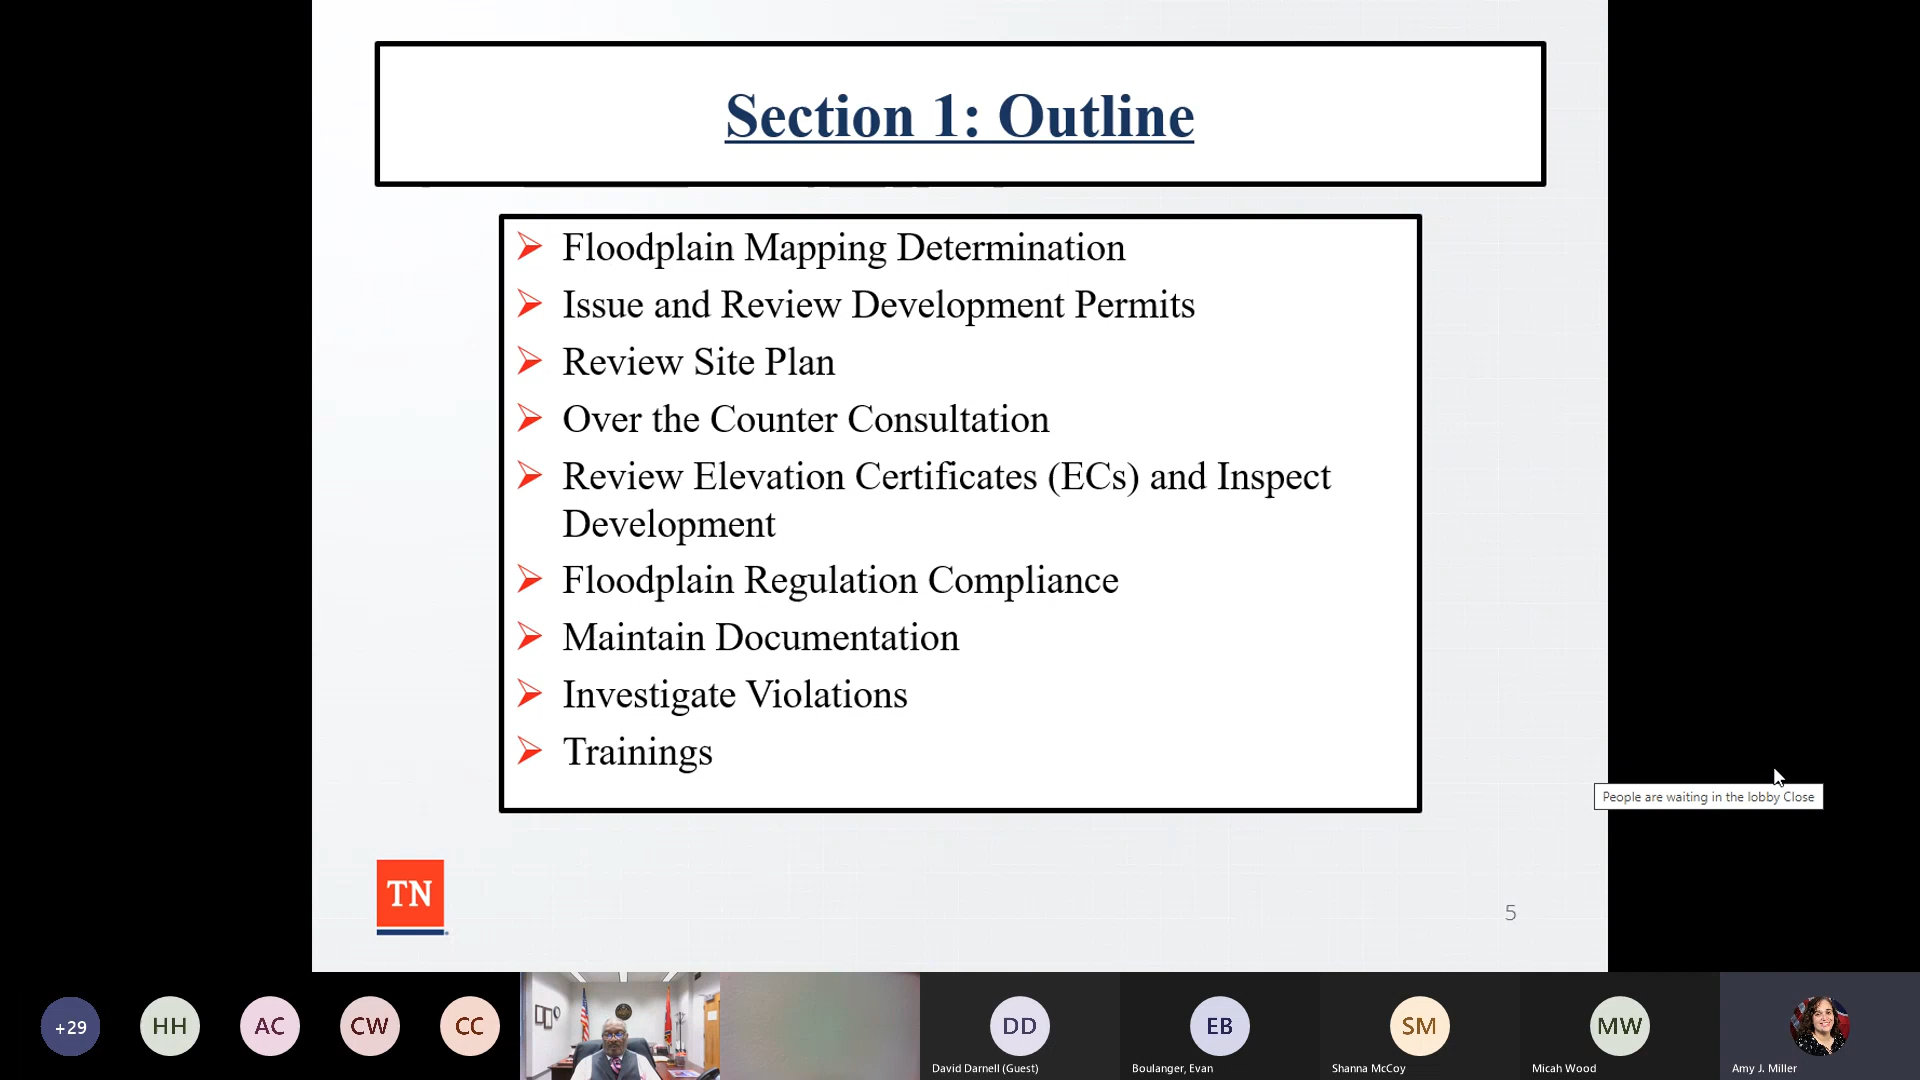 Section 1: Outline
Floodplain Mapping Determination
Issue and Review Development Permits
Review Site Plan
Over the Counter Consultation
Review Elevation Certificates (ECs) and Inspect
Development
Floodplain Regulation Compliance
Maintain Documentation
Investigate Violations
Trainings
People are waiting in the lobby Close
TN
5
+29
HH
AC
CW
CC
DD
EB
SM
MW
David Darnell (Guest)
Boulanger, Evan
Shanna McCoy
Micah Wood
Amy J. Miller